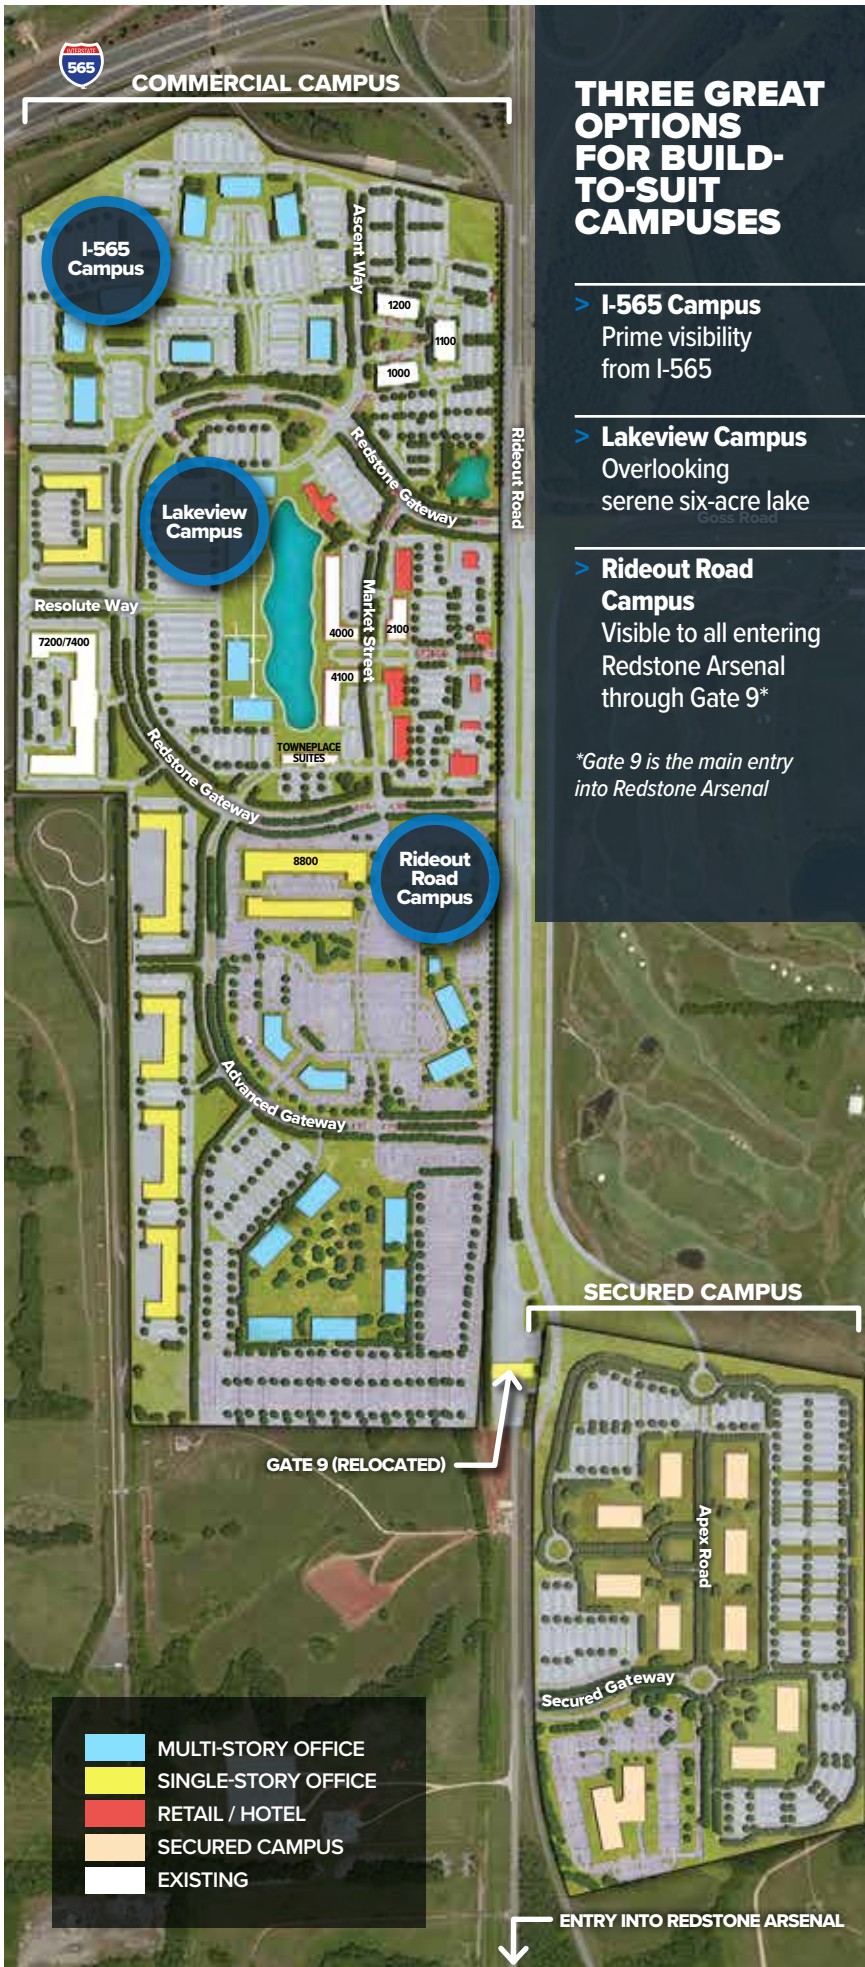 INTERSTATE
565
COMMERCIAL CAMPUS
THREE GREAT
OPTIONS
FOR BUILD-
TO-SUIT
CAMPUSES
> I-565 Campus
Prime visibility
from I-565
> Lakeview Campus
Overlooking
serene six-acre lake
Goss Road
> Rideout Road
Campus
Visible to all entering
Redstone Arsenal
through Gate 9*
*Gate 9 is the main entry
into Redstone Arsenal
I-565
Campus
Ascent Way
1200
1100
1000
Redstone Gateway
Rideout Road
Lakeview
Campus
Resolute Way
7200/7400
Market Street
4000
2100
4100
TOWNEPLACE
SUITES
Redstone Gateway
8800
Rideout
Road
Campus
Advanced Gateway
SECURED CAMPUS
GATE 9 (RELOCATED)
Apex Road
Secured Gateway
MULTI-STORY OFFICE
SINGLE-STORY OFFICE
RETAIL / HOTEL
SECURED CAMPUS
EXISTING
ENTRY INTO REDSTONE ARSENAL